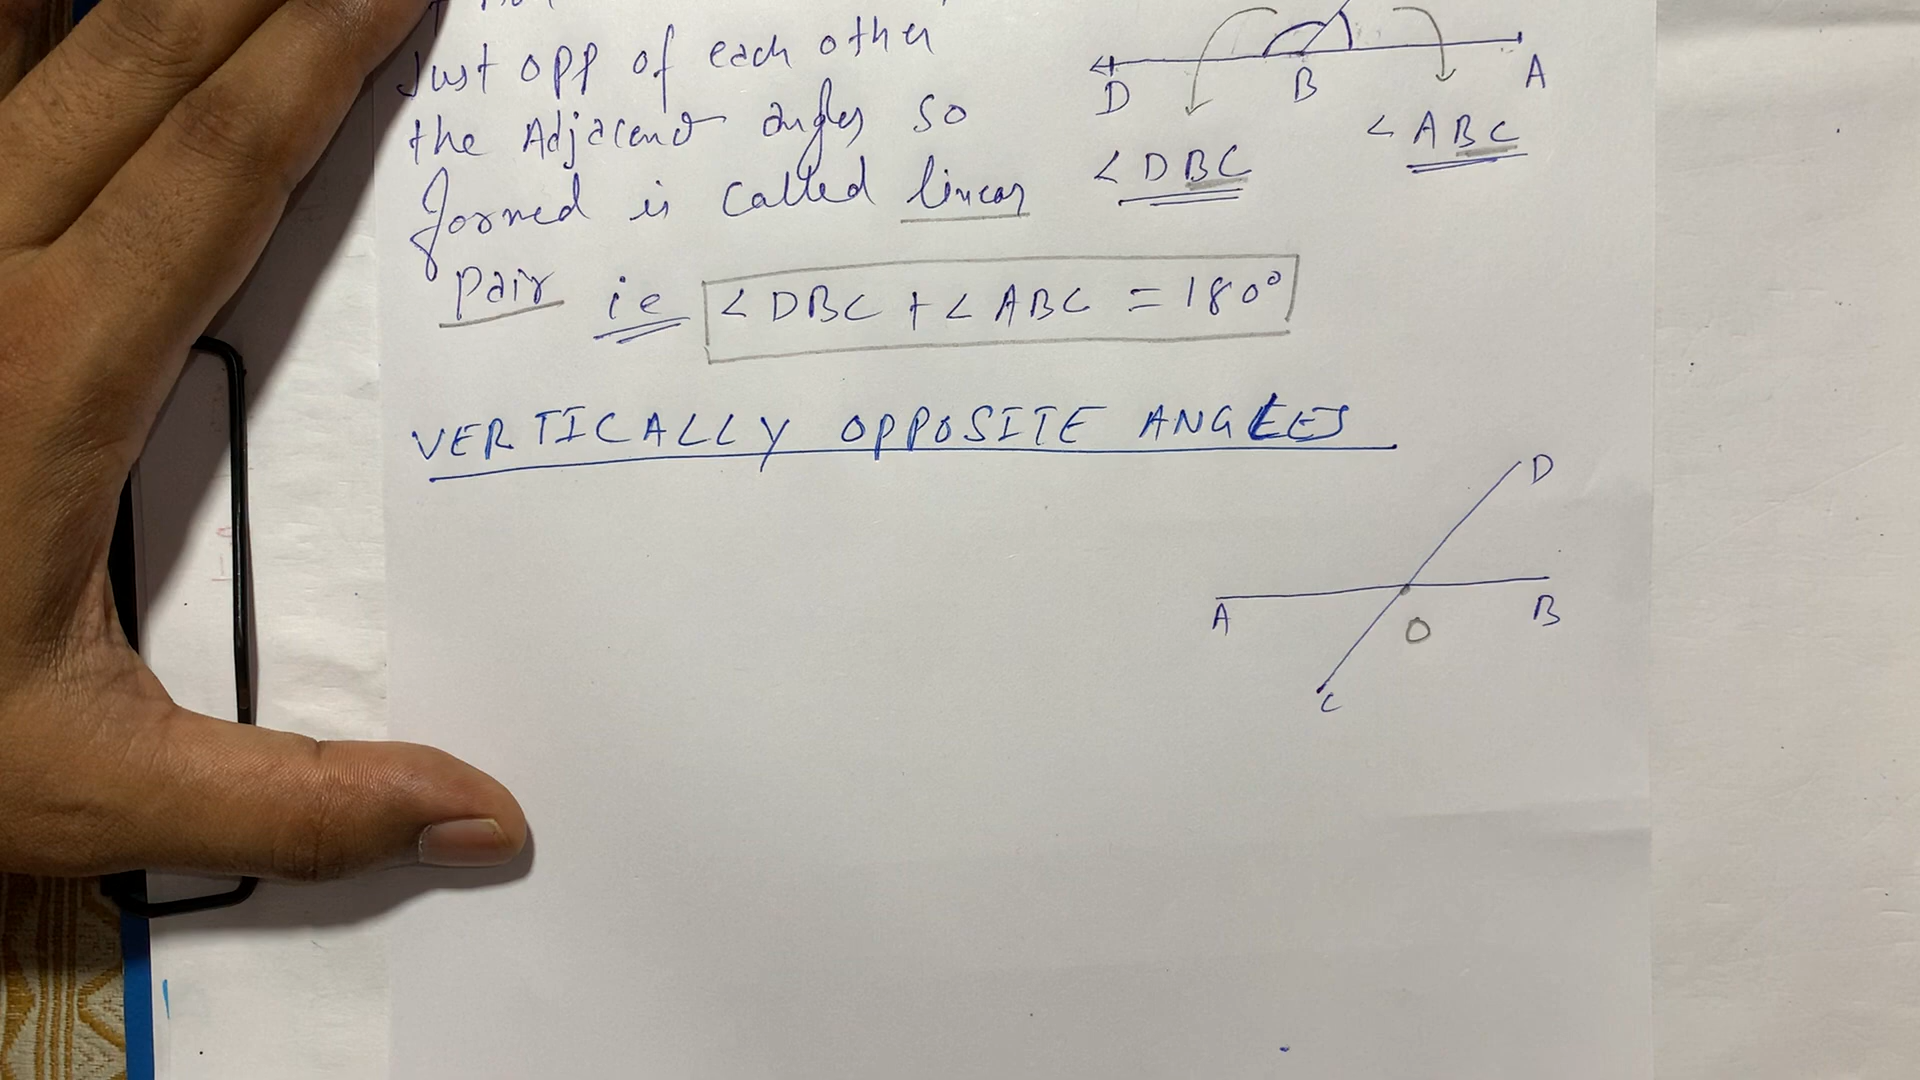 Just opp of each other
the Adjacent angles so
formed is called linear
pair ie <DBC + <ABC = 180°
D B A
<DBC <ABC
VERTICALLY OPPOSITE ANGLES
D
A O B
C